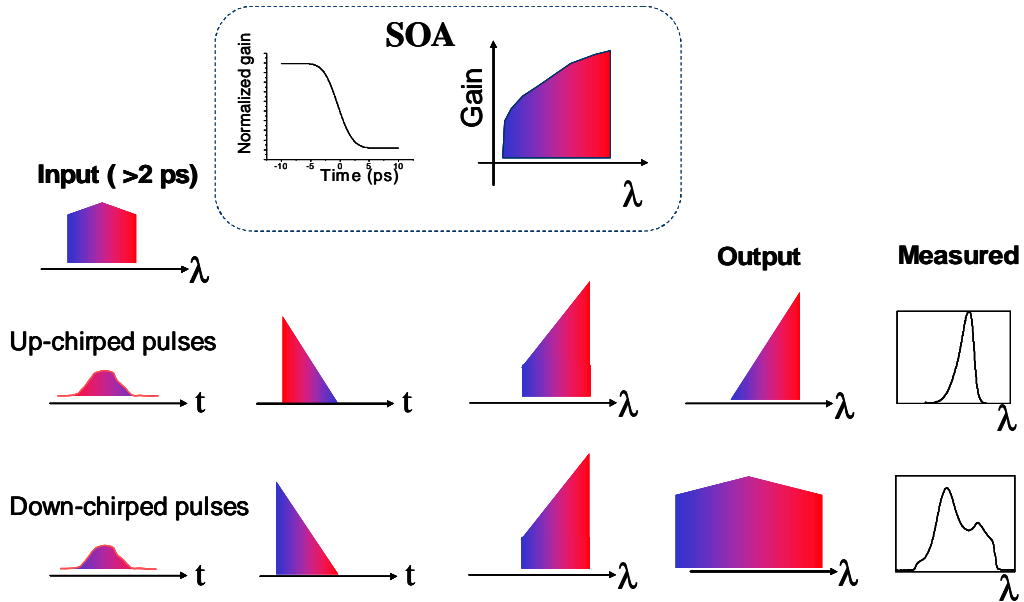 SOA
Normalized gain
-10 -5 0 5 10
Time (ps)
Gain
λ
Input ( >2 ps)
λ
Output
Measured
Up-chirped pulses
t
t
λ
λ
λ
Down-chirped pulses
t
t
λ
λ
λ